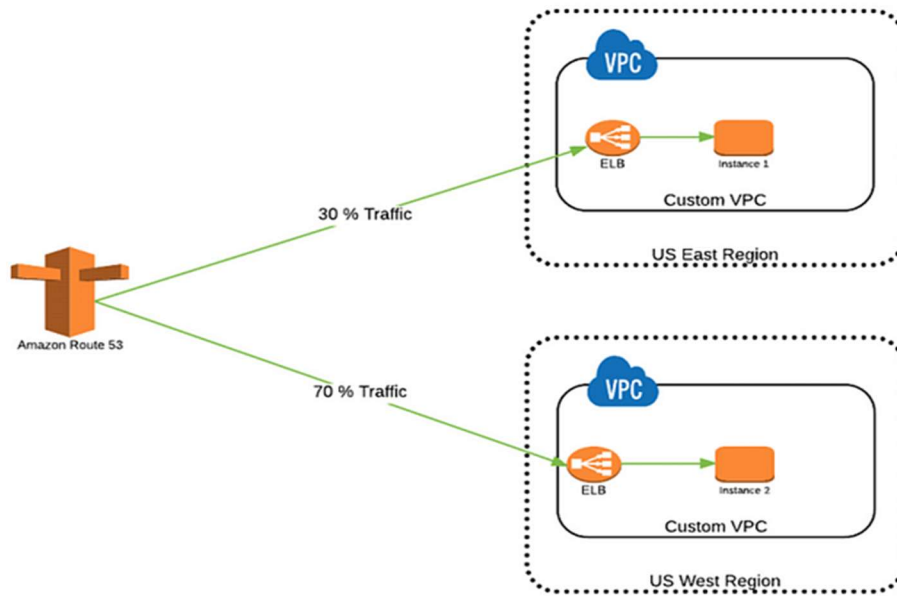 VPC
ELB
Instance 1
Custom VPC
30 % Traffic
US East Region
Amazon Route 53
70 % Traffic
VPC
ELB
Instance 2
Custom VPC
US West Region